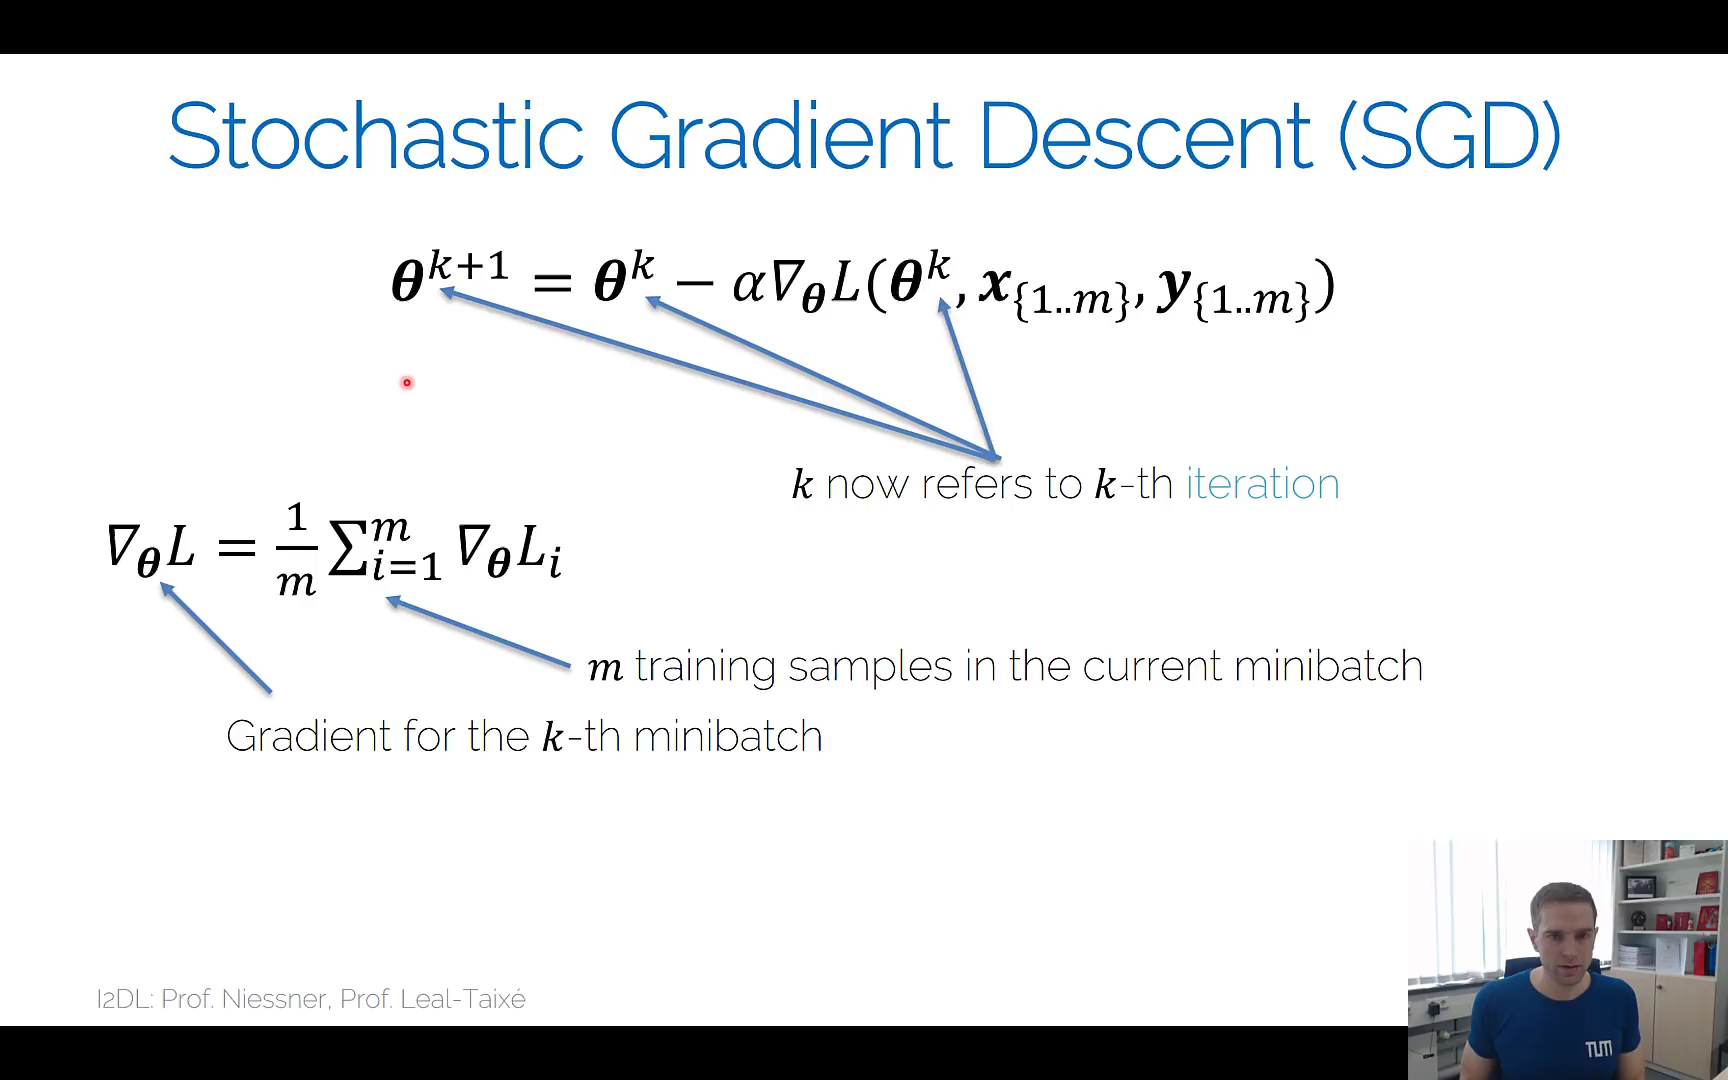 Stochastic Gradient Descent (SGD)
𝜽^{k+1} = 𝜽^k − α∇_𝜽 L(𝜽^k, 𝒙_{1..m}, 𝒚_{1..m})
k now refers to k-th iteration
∇_𝜽 L = 1/m ∑_{i=1}^m ∇_𝜽 L_i
m training samples in the current minibatch
Gradient for the k-th minibatch
I2DL: Prof. Niessner, Prof. Leal-Taixé
TUM